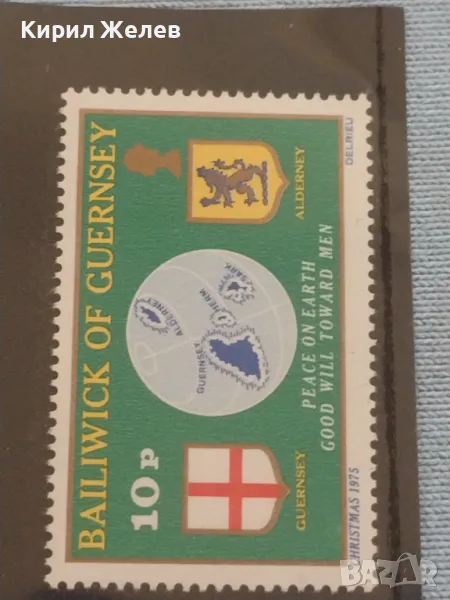 Кирил Желев
BAILIWICK OF GUERNSEY
10p
GUERNSEY
ALDERNEY
ALDERNEY
HERM
SARK
GUERNSEY
PEACE ON EARTH
GOOD WILL TOWARD MEN
CHRISTMAS 1975
DELRIEU
BAZAR